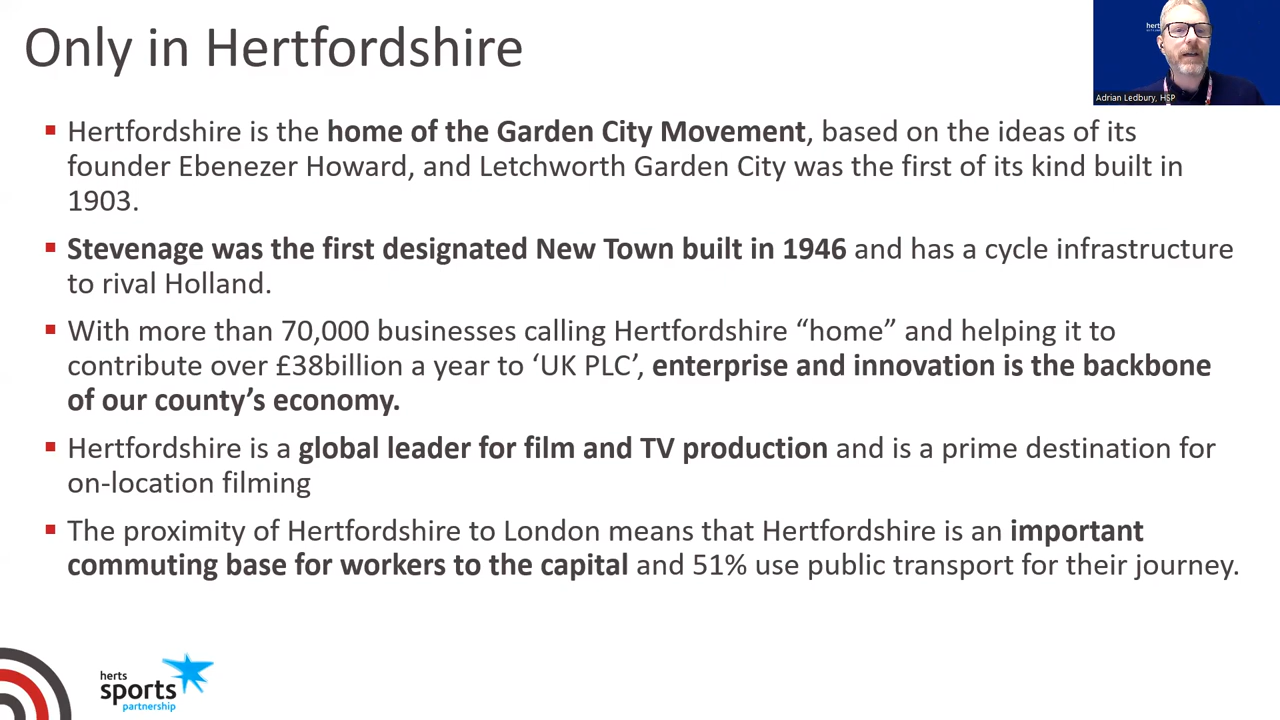 Only in Hertfordshire
herts
Adrian Ledbury, HSP
Hertfordshire is the home of the Garden City Movement, based on the ideas of its
founder Ebenezer Howard, and Letchworth Garden City was the first of its kind built in
1903.
Stevenage was the first designated New Town built in 1946 and has a cycle infrastructure
to rival Holland.
With more than 70,000 businesses calling Hertfordshire “home” and helping it to
contribute over £38billion a year to ‘UK PLC’, enterprise and innovation is the backbone
of our county’s economy.
Hertfordshire is a global leader for film and TV production and is a prime destination for
on-location filming
The proximity of Hertfordshire to London means that Hertfordshire is an important
commuting base for workers to the capital and 51% use public transport for their journey.
herts
sports
partnership